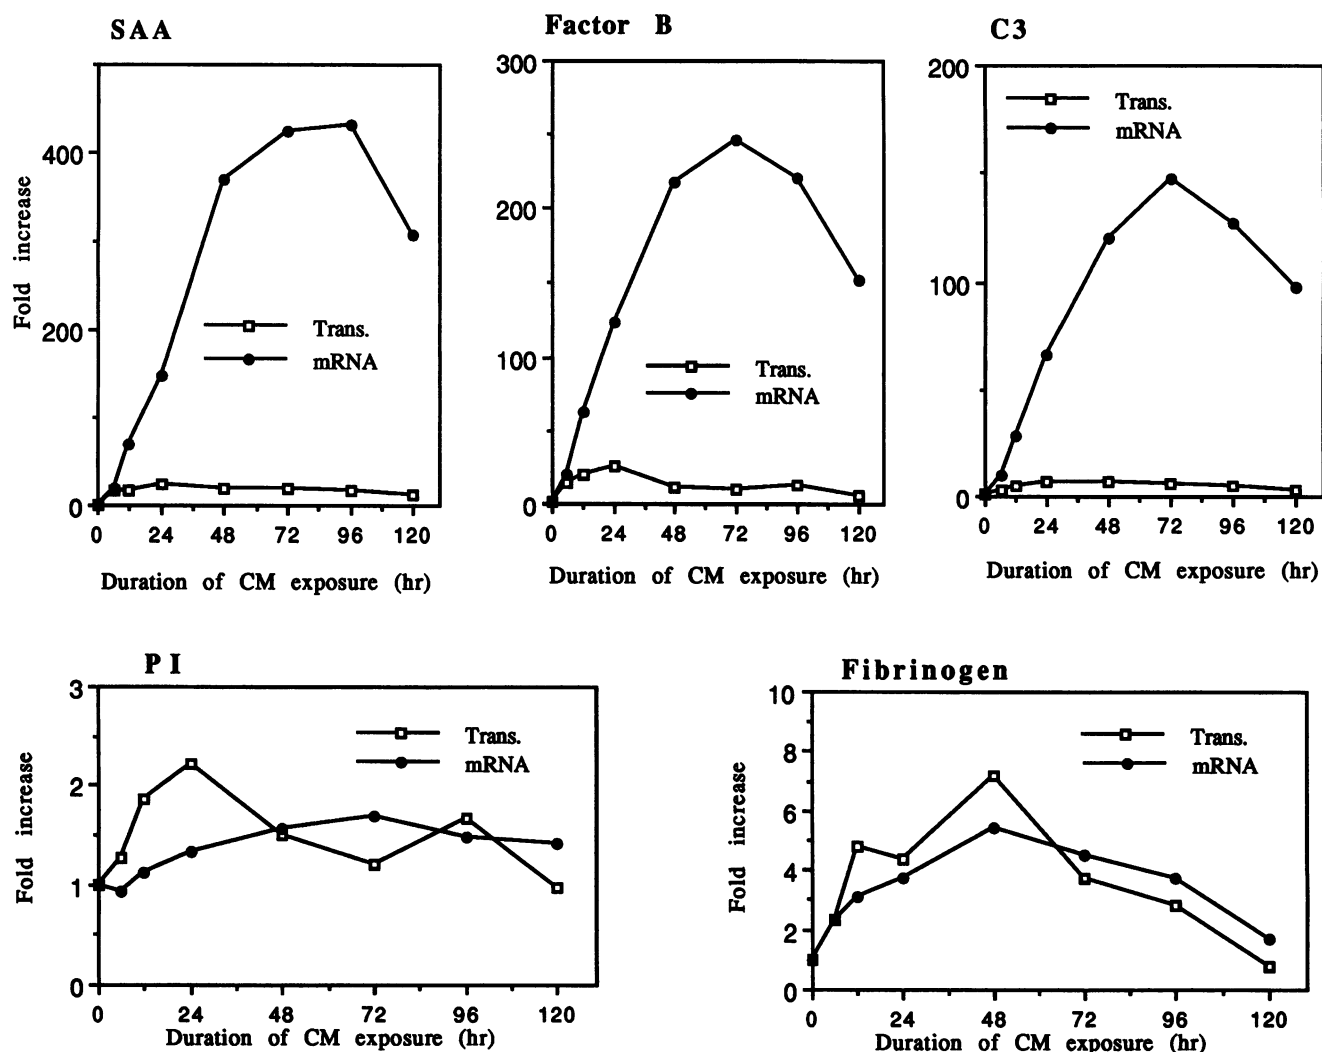 SAA
Factor B
C3
Fold increase
400
200
0
Trans.
mRNA
0 24 48 72 96 120
Duration of CM exposure (hr)
300
200
100
0
Trans.
mRNA
0 24 48 72 96 120
Duration of CM exposure (hr)
200
100
0
Trans.
mRNA
0 24 48 72 96 120
Duration of CM exposure (hr)
PI
Fold increase
3
2
1
0
Trans.
mRNA
0 24 48 72 96 120
Duration of CM exposure (hr)
Fibrinogen
Fold increase
10
8
6
4
2
0
Trans.
mRNA
0 24 48 72 96 120
Duration of CM exposure (hr)